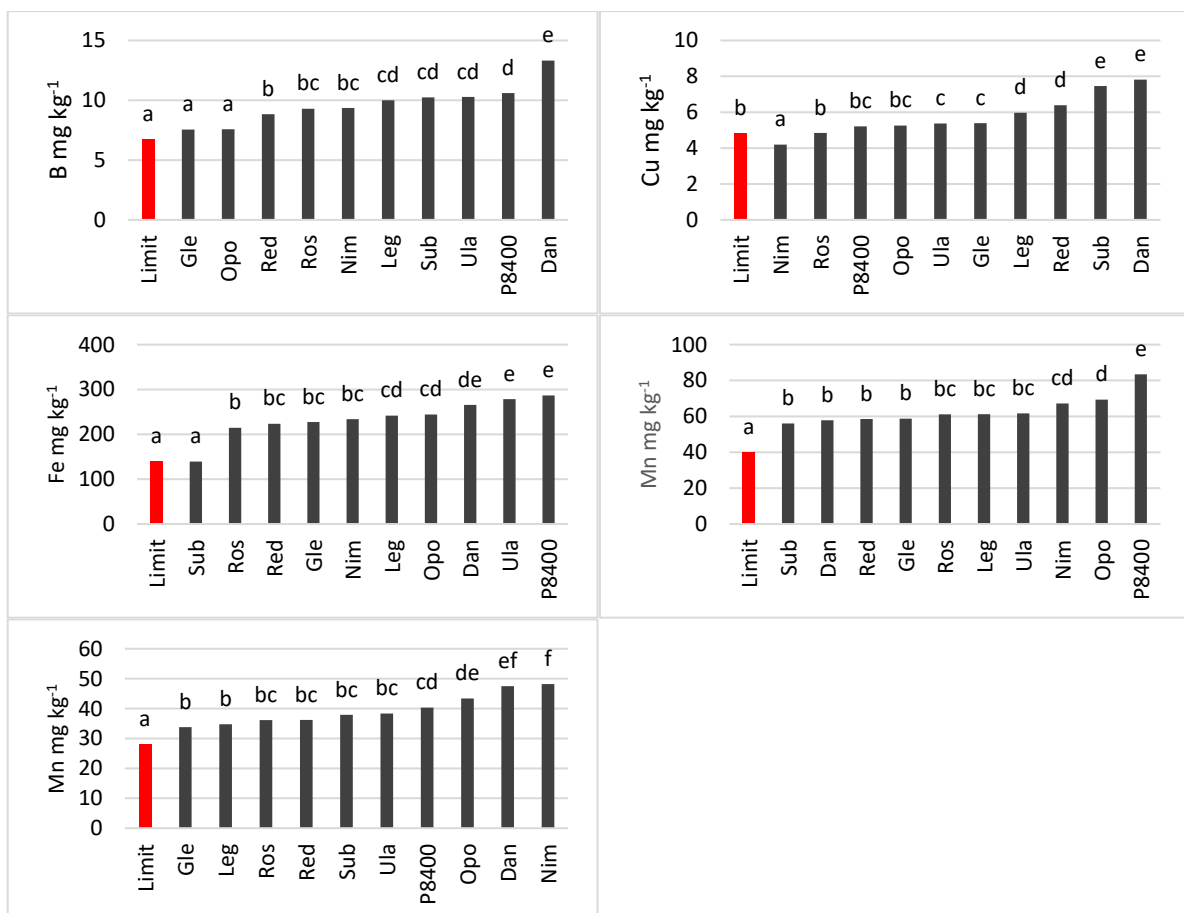 B mg kg⁻¹
15
10
5
0
a a a b bc bc cd cd cd d e
Limit Gle Opo Red Ros Nim Leg Sub Ula P8400 Dan
Cu mg kg⁻¹
10
8
6
4
2
0
b a b bc bc c c d d e e
Limit Nim Ros P8400 Opo Ula Gle Leg Red Sub Dan
Fe mg kg⁻¹
400
300
200
100
0
a a b bc bc bc cd cd de e e
Limit Sub Ros Red Gle Nim Leg Opo Dan Ula P8400
Mn mg kg⁻¹
100
80
60
40
20
0
a b b b b bc bc bc cd d e
Limit Sub Dan Red Gle Ros Leg Ula Nim Opo P8400
Mn mg kg⁻¹
60
50
40
30
20
10
0
a b b bc bc bc bc cd de ef f
Limit Gle Leg Ros Red Sub Ula P8400 Opo Dan Nim